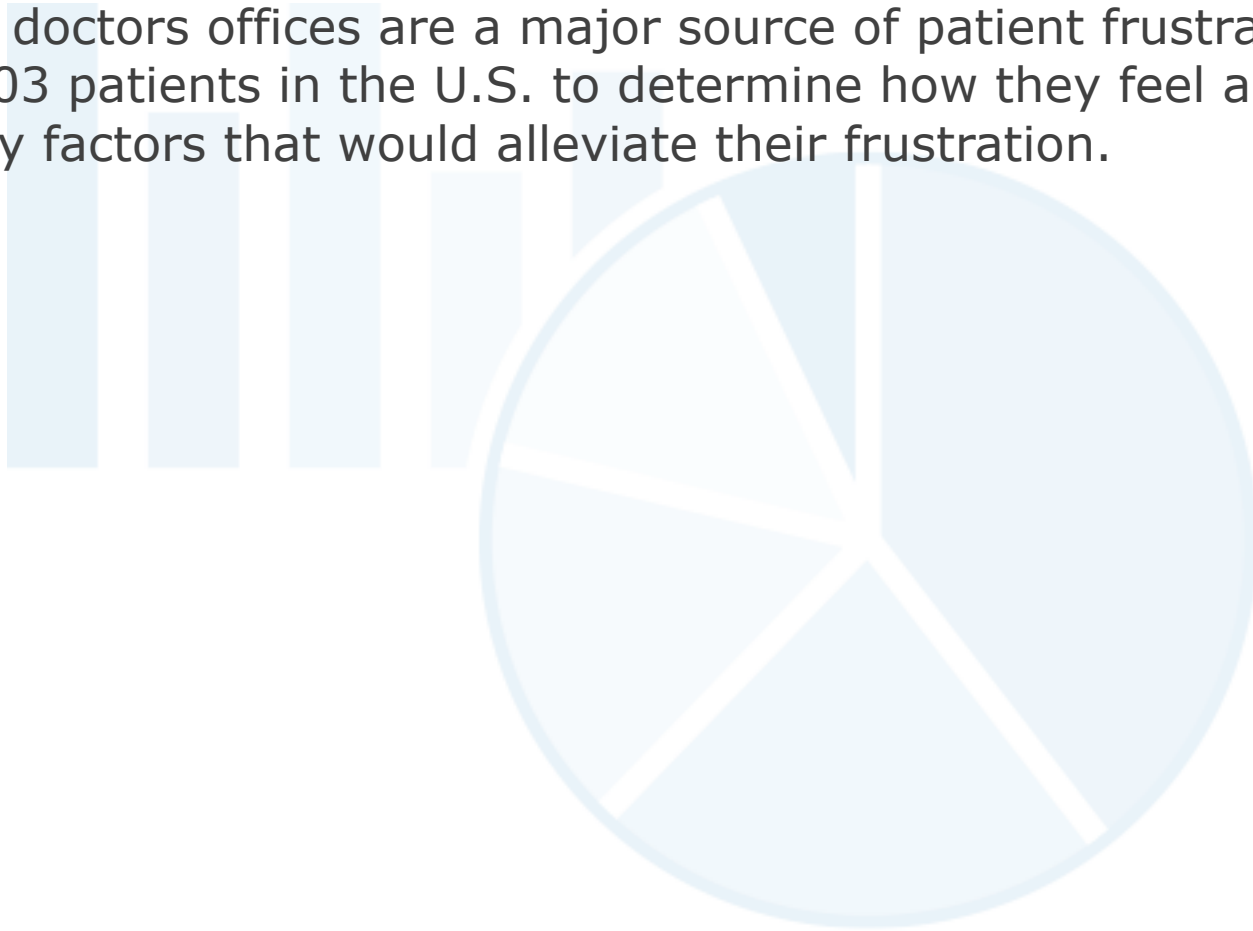 doctors offices are a major source of patient frustra
03 patients in the U.S. to determine how they feel a
y factors that would alleviate their frustration.